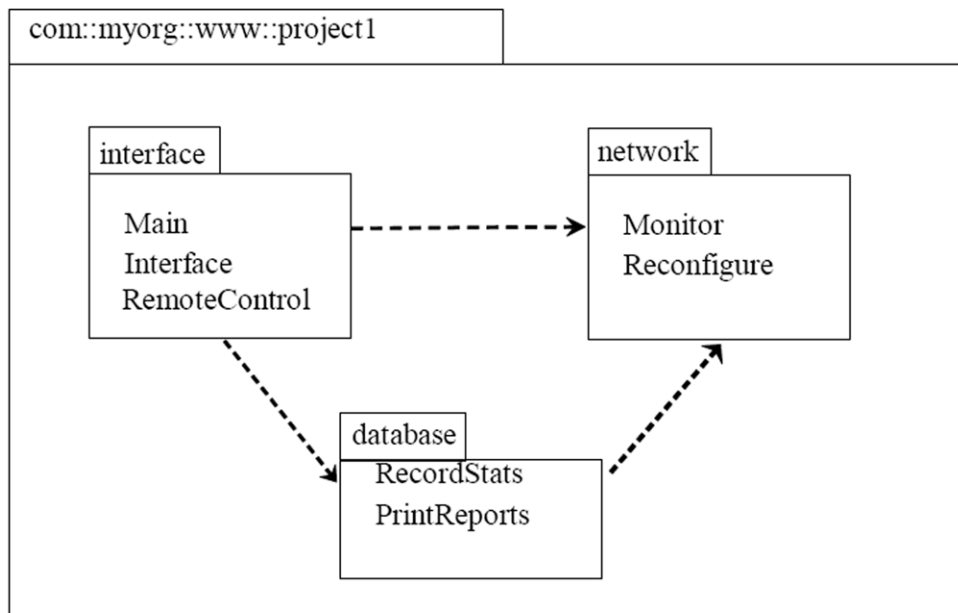 com::myorg::www::project1
interface
Main
Interface
RemoteControl
network
Monitor
Reconfigure
database
RecordStats
PrintReports